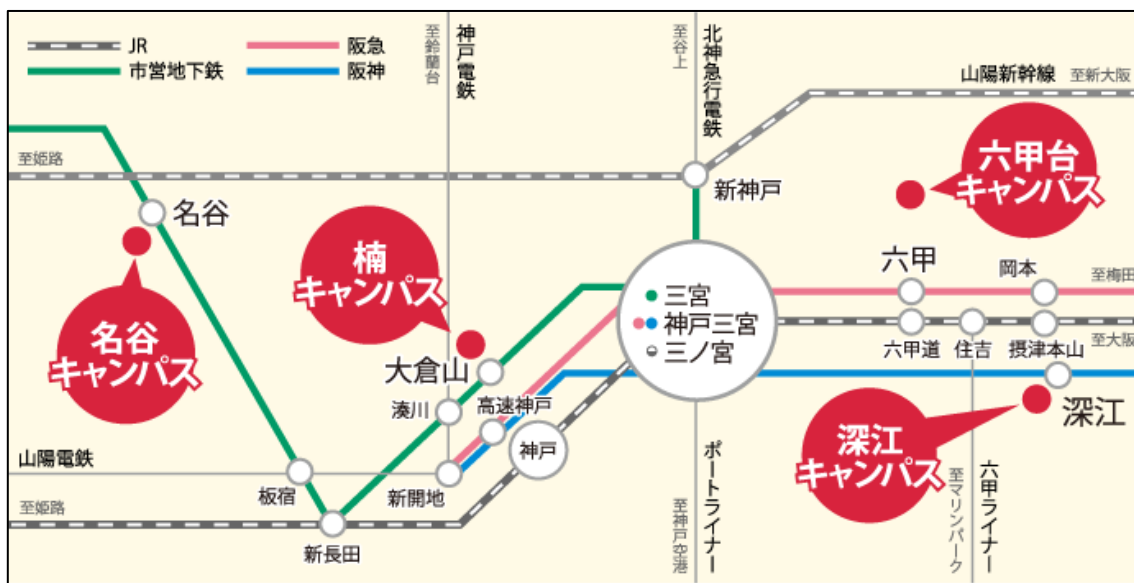 JR
阪急
市営地下鉄
阪神
至鈴蘭台
神戸電鉄
至谷上
北神急行電鉄
山陽新幹線
至新大阪
至姫路
新神戸
六甲台
キャンパス
名谷
楠
キャンパス
名谷
キャンパス
三宮
神戸三宮
三ノ宮
六甲
岡本
至梅田
六甲道
住吉
摂津本山
至大阪
大倉山
湊川
高速神戸
神戸
深江
深江
キャンパス
山陽電鉄
板宿
新開地
至姫路
新長田
至神戸空港
ポートライナー
至マリンパーク
六甲ライナー